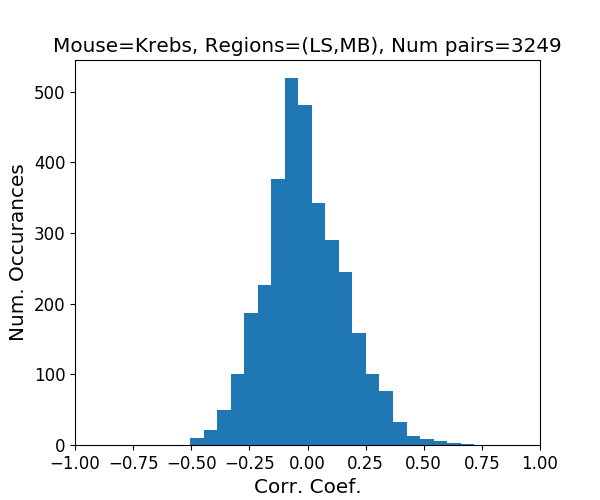 Mouse=Krebs, Regions=(LS,MB), Num pairs=3249
Num. Occurances
500
400
300
200
100
0
−1.00 −0.75 −0.50 −0.25 0.00 0.25 0.50 0.75 1.00
Corr. Coef.